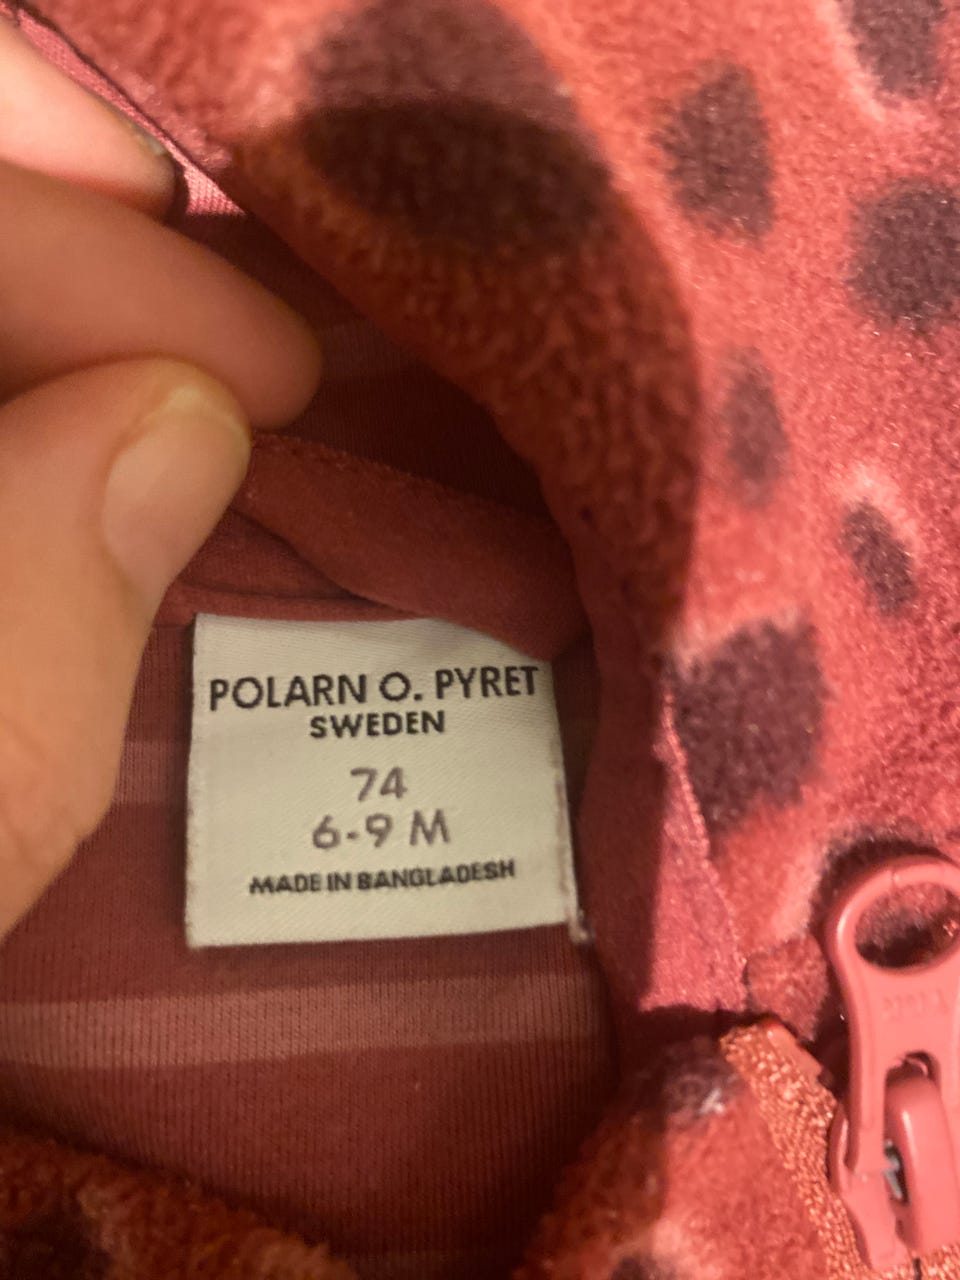 POLARN O. PYRET
SWEDEN
74
6-9 M
MADE IN BANGLADESH